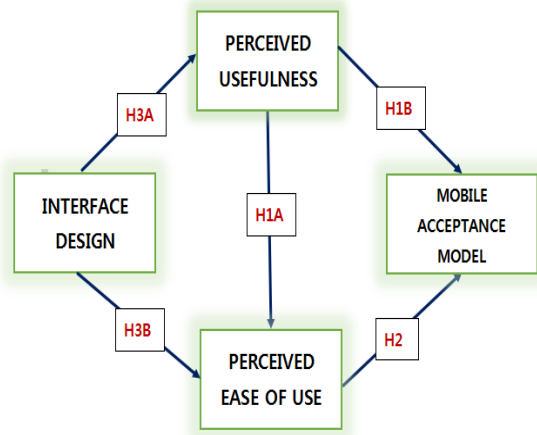 PERCEIVED
USEFULNESS
H3A
H1B
INTERFACE
DESIGN
H1A
MOBILE
ACCEPTANCE
MODEL
H3B
H2
PERCEIVED
EASE OF USE